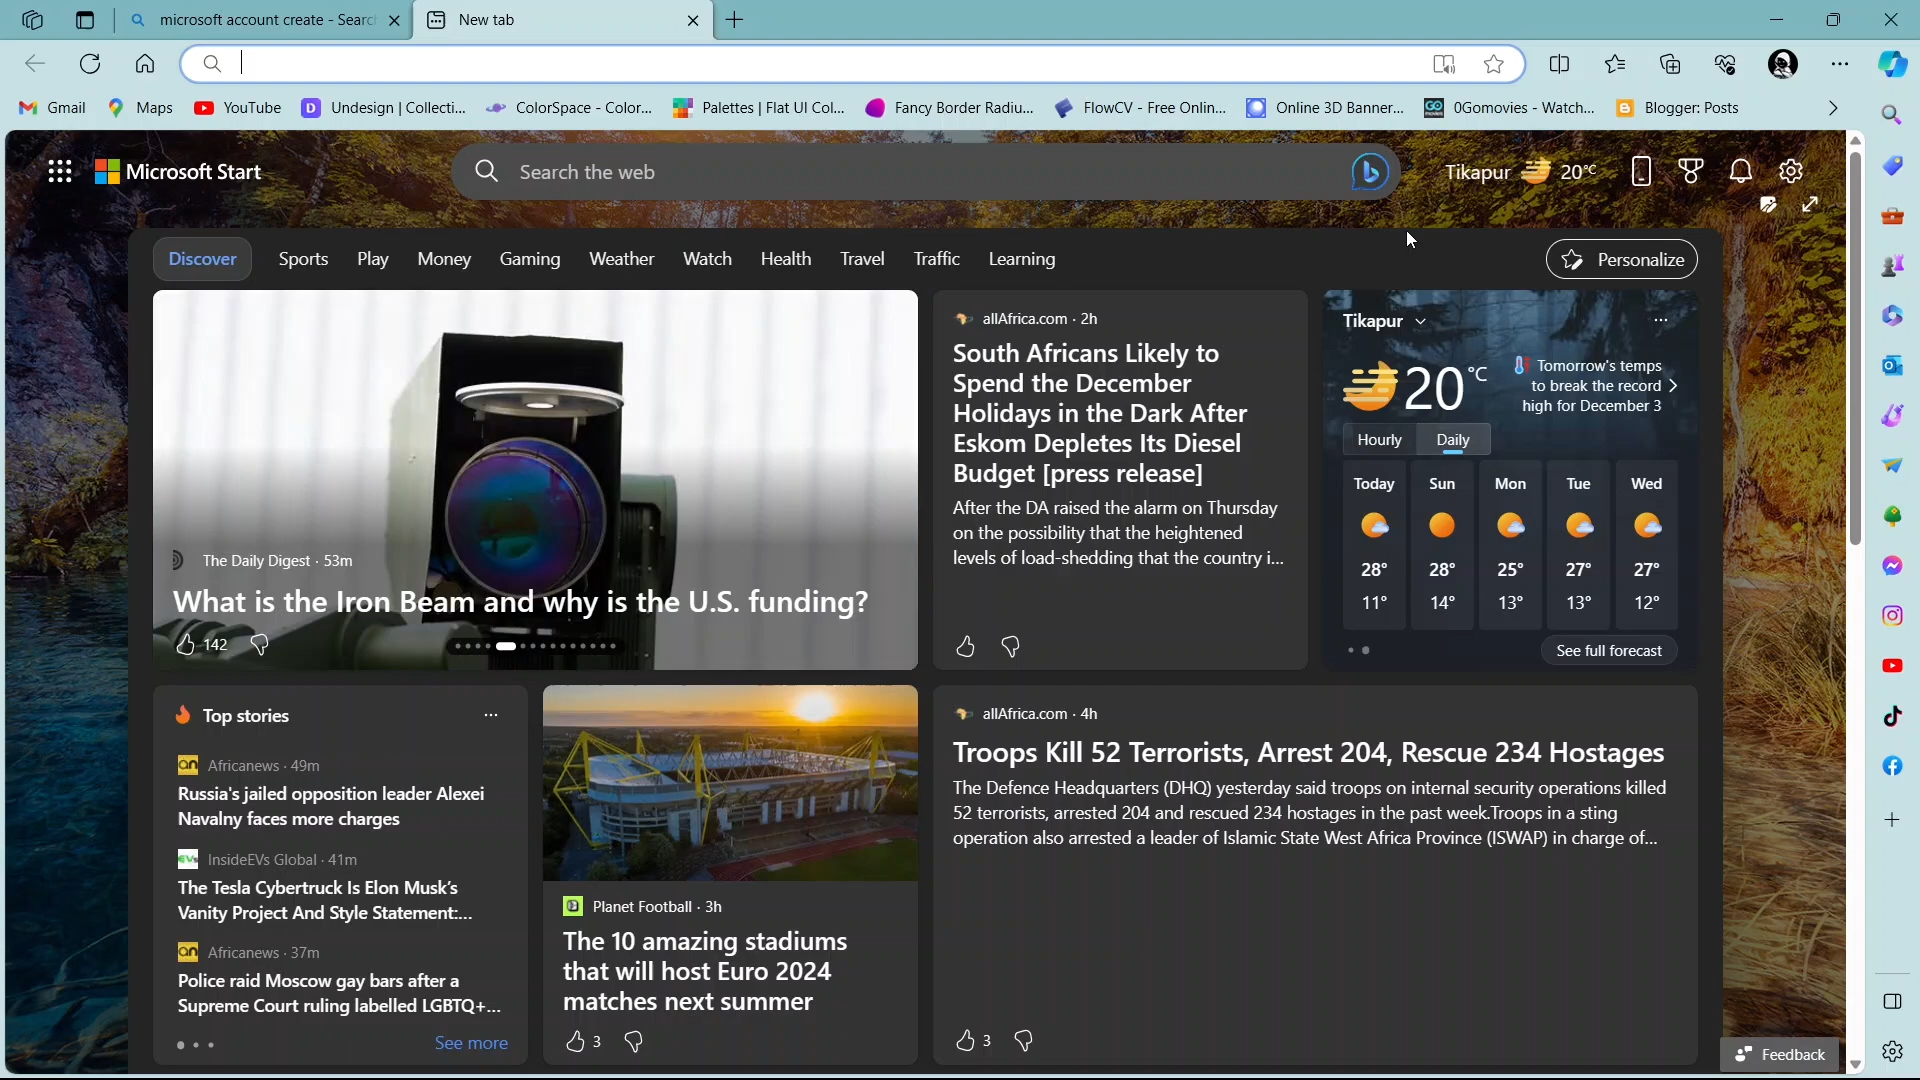 microsoft account create - Searc
New tab
Gmail Maps YouTube Undesign | Collecti... ColorSpace - Color... Palettes | Flat UI Col... Fancy Border Radiu... FlowCV - Free Onlin... Online 3D Banner... 0Gomovies - Watch... Blogger: Posts
Microsoft Start
Search the web
Tikapur 20°C
Discover Sports Play Money Gaming Weather Watch Health Travel Traffic Learning
Personalize
The Daily Digest · 53m
What is the Iron Beam and why is the U.S. funding?
142
allAfrica.com · 2h
South Africans Likely to
Spend the December
Holidays in the Dark After
Eskom Depletes Its Diesel
Budget [press release]
After the DA raised the alarm on Thursday
on the possibility that the heightened
levels of load-shedding that the country i...
Tikapur
20°C
Tomorrow's temps
to break the record
high for December 3
Hourly Daily
Today Sun Mon Tue Wed
28° 28° 25° 27° 27°
11° 14° 13° 13° 12°
See full forecast
Top stories
Africanews · 49m
Russia's jailed opposition leader Alexei
Navalny faces more charges
InsideEVs Global · 41m
The Tesla Cybertruck Is Elon Musk's
Vanity Project And Style Statement:...
Africanews · 37m
Police raid Moscow gay bars after a
Supreme Court ruling labelled LGBTQ+...
See more
Planet Football · 3h
The 10 amazing stadiums
that will host Euro 2024
matches next summer
3
allAfrica.com · 4h
Troops Kill 52 Terrorists, Arrest 204, Rescue 234 Hostages
The Defence Headquarters (DHQ) yesterday said troops on internal security operations killed
52 terrorists, arrested 204 and rescued 234 hostages in the past week.Troops in a sting
operation also arrested a leader of Islamic State West Africa Province (ISWAP) in charge of...
3
Feedback